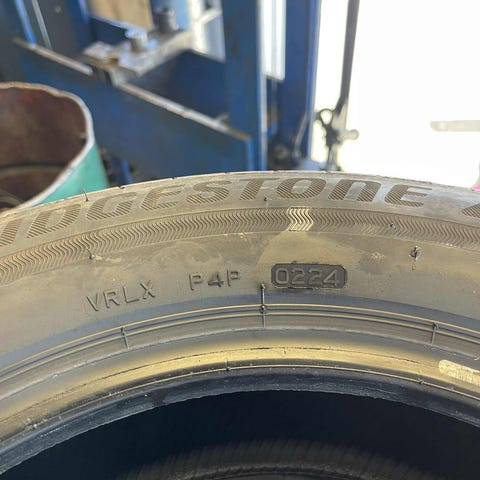 BRIDGESTONE
VRLX P4P 0224